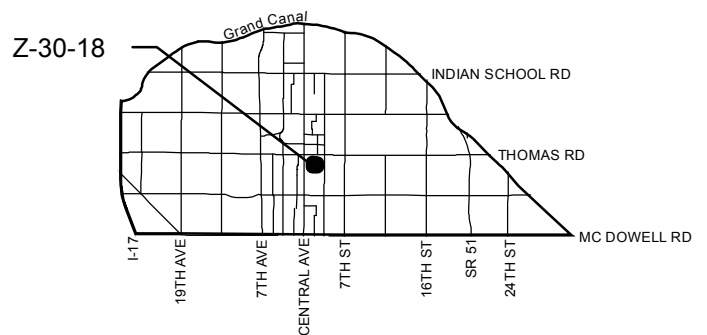 Grand Canal
Z-30-18
INDIAN SCHOOL RD
THOMAS RD
MC DOWELL RD
I-17
19TH AVE
7TH AVE
CENTRAL AVE
7TH ST
16TH ST
SR 51
24TH ST